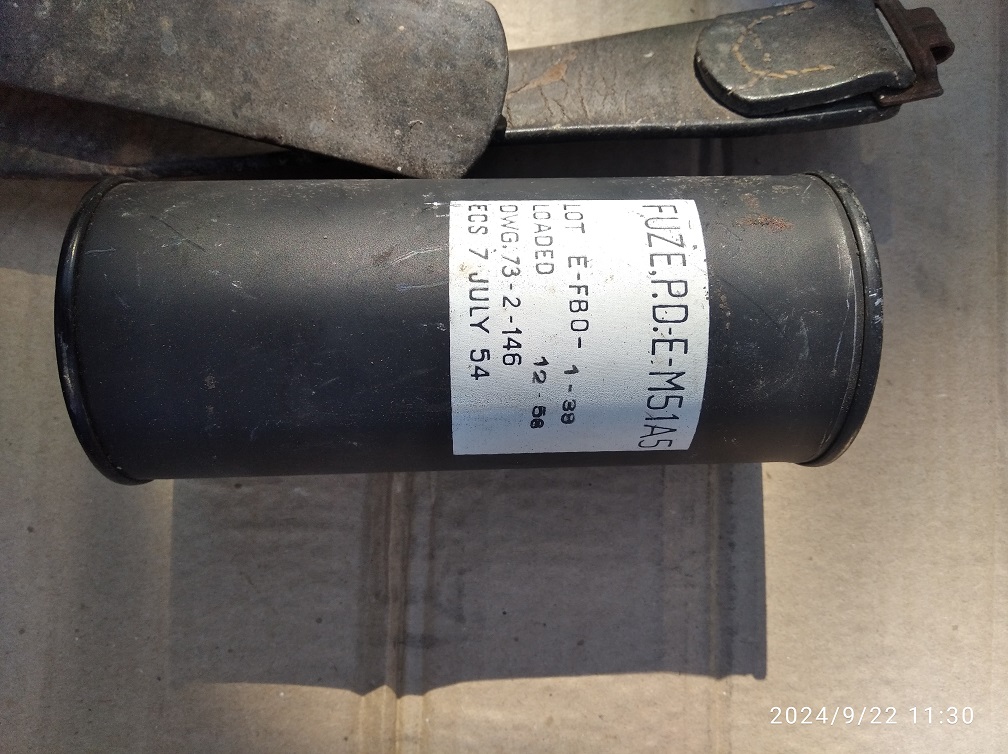 FUZE,P.D.:E-M51A5
LOT E-FBO-1-39
LOADED 12-56
DWG.73-2-146
ECS 7 JULY 54
2024/9/22 11:30